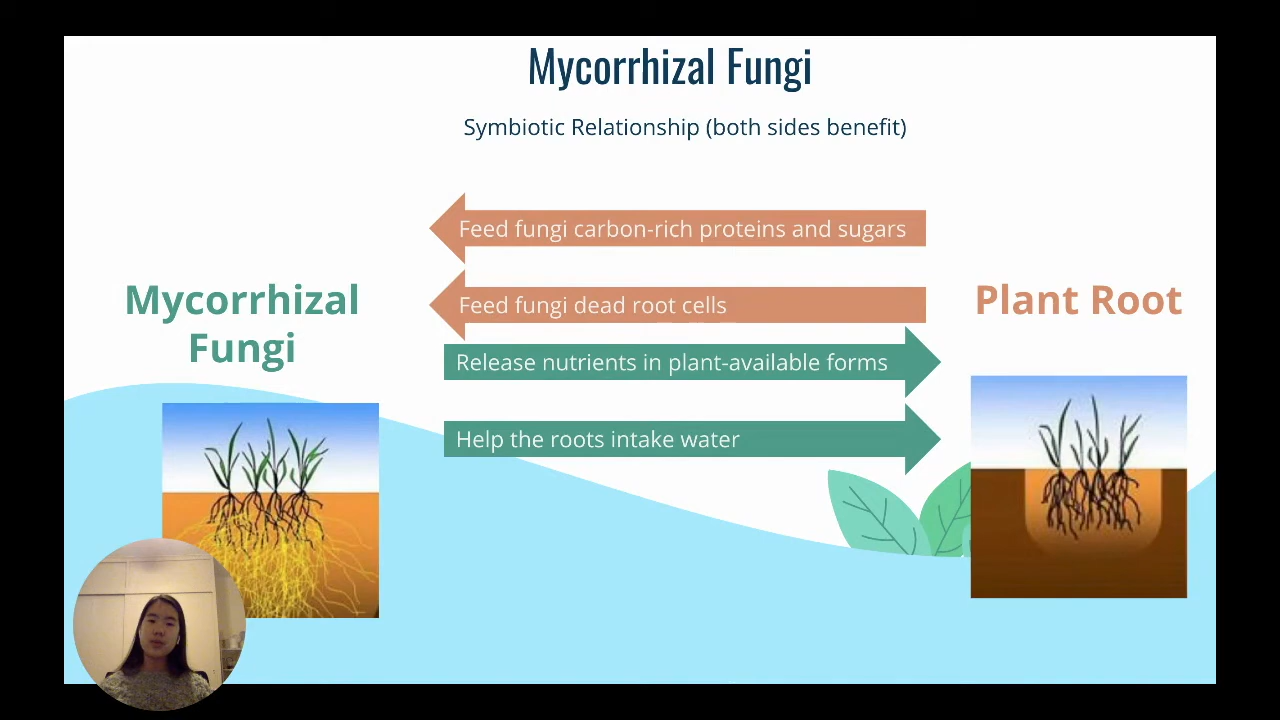 Mycorrhizal Fungi
Symbiotic Relationship (both sides benefit)
Feed fungi carbon-rich proteins and sugars
Feed fungi dead root cells
Mycorrhizal
Fungi
Plant Root
Release nutrients in plant-available forms
Help the roots intake water